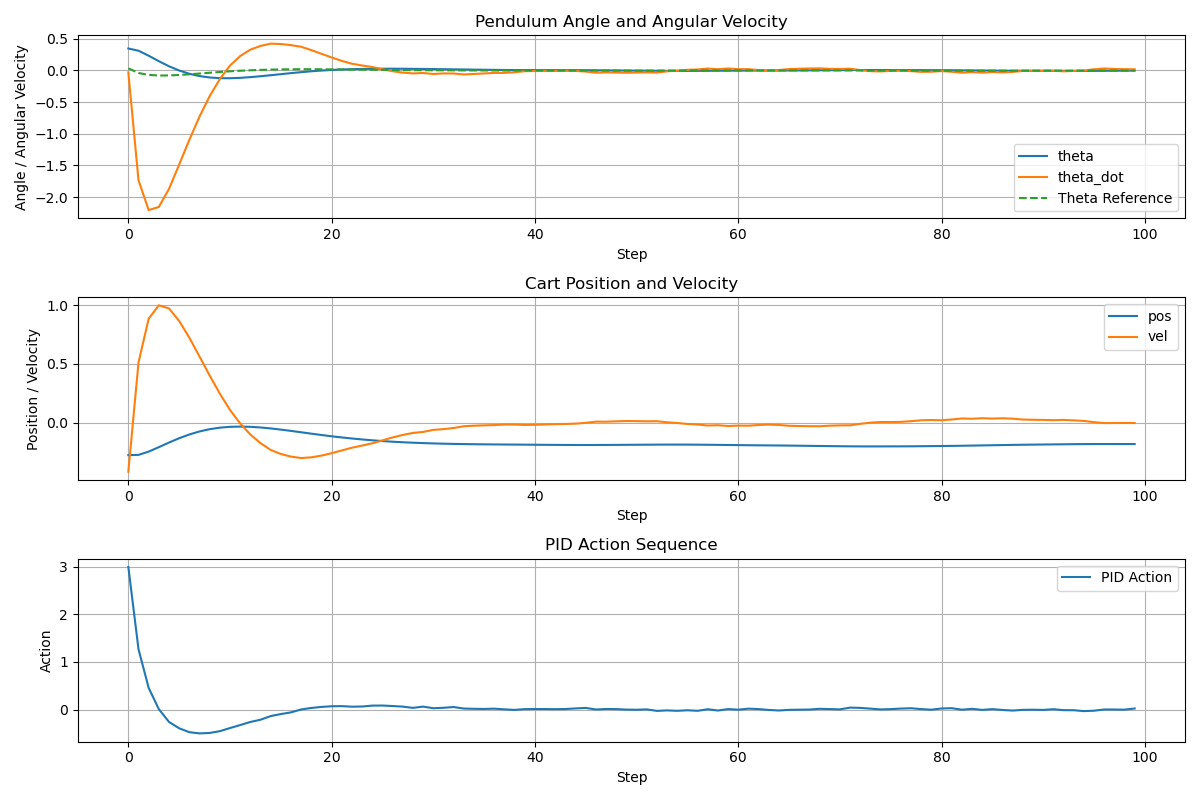 Pendulum Angle and Angular Velocity
Angle / Angular Velocity
0.5
0.0
−0.5
−1.0
−1.5
−2.0
theta
theta_dot
Theta Reference
0 20 40 60 80 100
Step
Cart Position and Velocity
Position / Velocity
1.0
0.5
0.0
pos
vel
0 20 40 60 80 100
Step
PID Action Sequence
Action
3
2
1
0
PID Action
0 20 40 60 80 100
Step